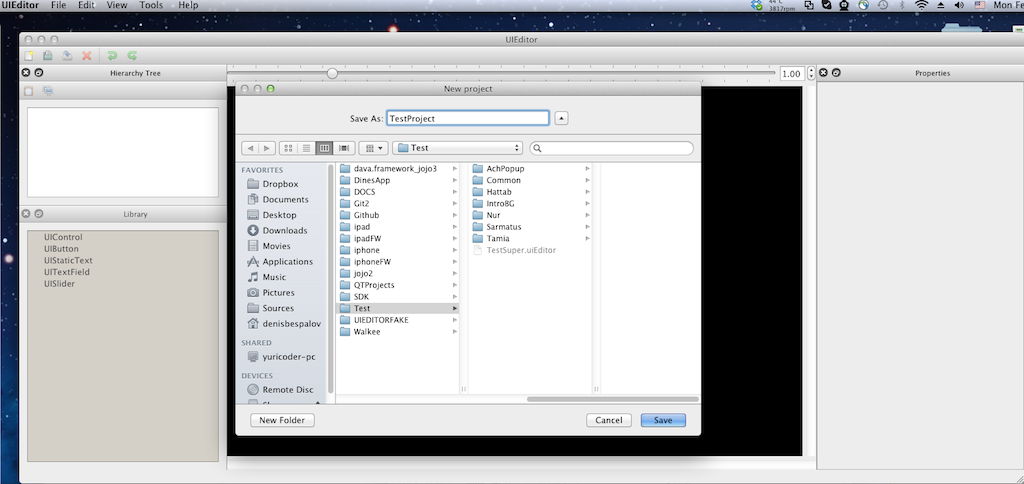 UIEditor File Edit View Tools Help
3817rpm Mon Fe
UIEditor
Hierarchy Tree
1.00
Properties
New project
Save As: TestProject
Test
FAVORITES
Dropbox
Documents
Desktop
Downloads
Movies
Applications
Music
Pictures
Sources
denisbespalov
SHARED
yuricoder-pc
DEVICES
Remote Disc
dava.framework_jojo3
DinesApp
DOCS
Git2
Github
ipad
ipadFW
iphone
iphoneFW
jojo2
QTProjects
SDK
Test
UIEDITORFAKE
Walkee
AchPopup
Common
Hattab
Intro8G
Nur
Sarmatus
Tamia
TestSuper.uiEditor
Library
UIControl
UIButton
UIStaticText
UITextField
UISlider
New Folder
Cancel
Save